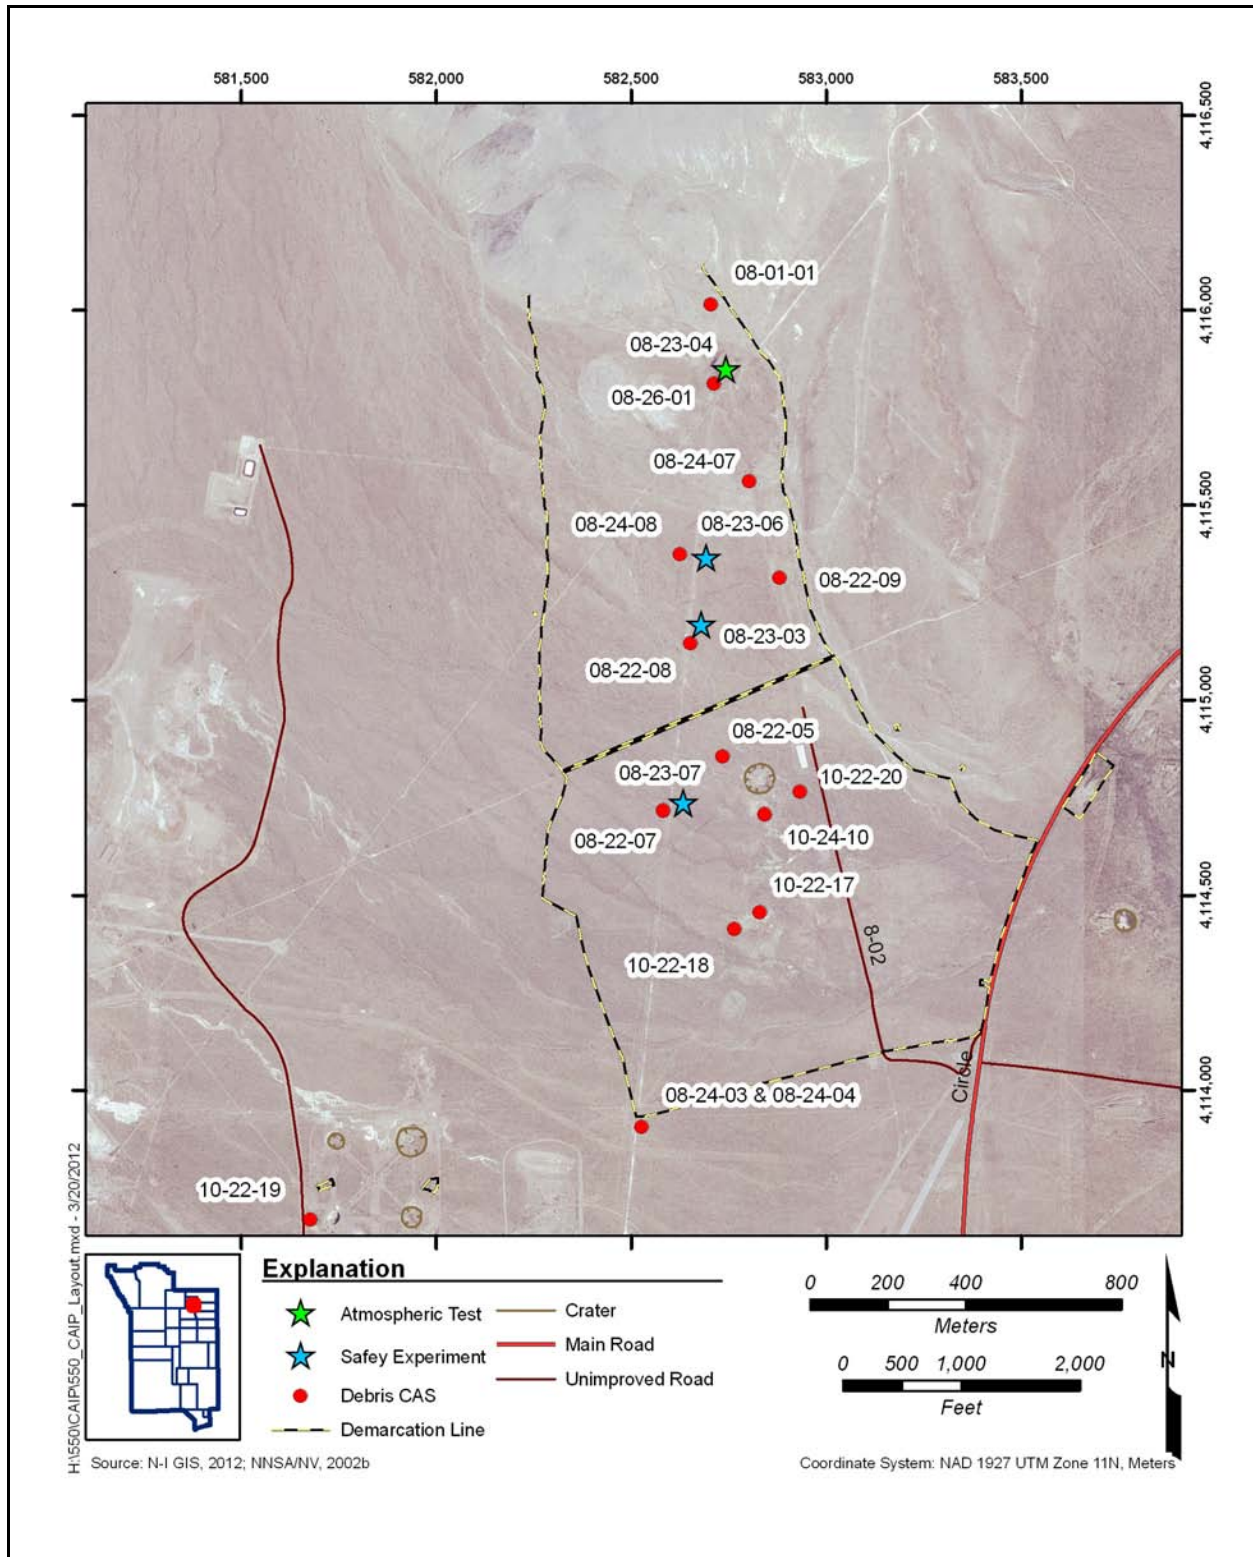 581,500
582,000
582,500
583,000
583,500
4,116,500
08-01-01
4,116,000
08-23-04
08-26-01
08-24-07
4,115,500
08-24-08
08-23-06
08-22-09
08-23-03
08-22-08
4,115,000
08-22-05
08-23-07
10-22-20
08-22-07
10-24-10
10-22-17
4,114,500
8-02
10-22-18
4,114,000
Circle
08-24-03 & 08-24-04
10-22-19
H:\550\CAIP\550_CAIP_Layout.mxd - 3/20/2012
Explanation
Atmospheric Test
Safey Experiment
Debris CAS
Demarcation Line
Crater
Main Road
Unimproved Road
0 200 400 800
Meters
0 500 1,000 2,000
Feet
N
Source: N-I GIS, 2012; NNSA/NV, 2002b
Coordinate System: NAD 1927 UTM Zone 11N, Meters